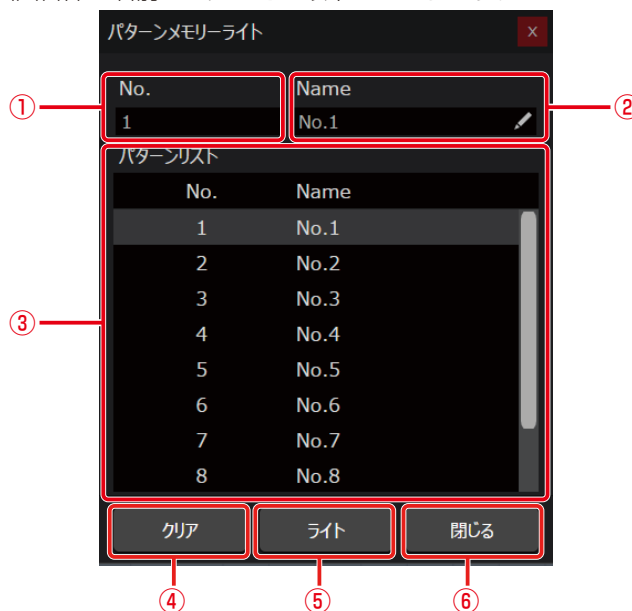 パターンメモリーライト
x
No. Name
① 1 No.1 ②
パターンリスト
No. Name
1 No.1
2 No.2
3 No.3
③
4 No.4
5 No.5
6 No.6
7 No.7
8 No.8
クリア ライト 閉じる
④ ⑤ ⑥